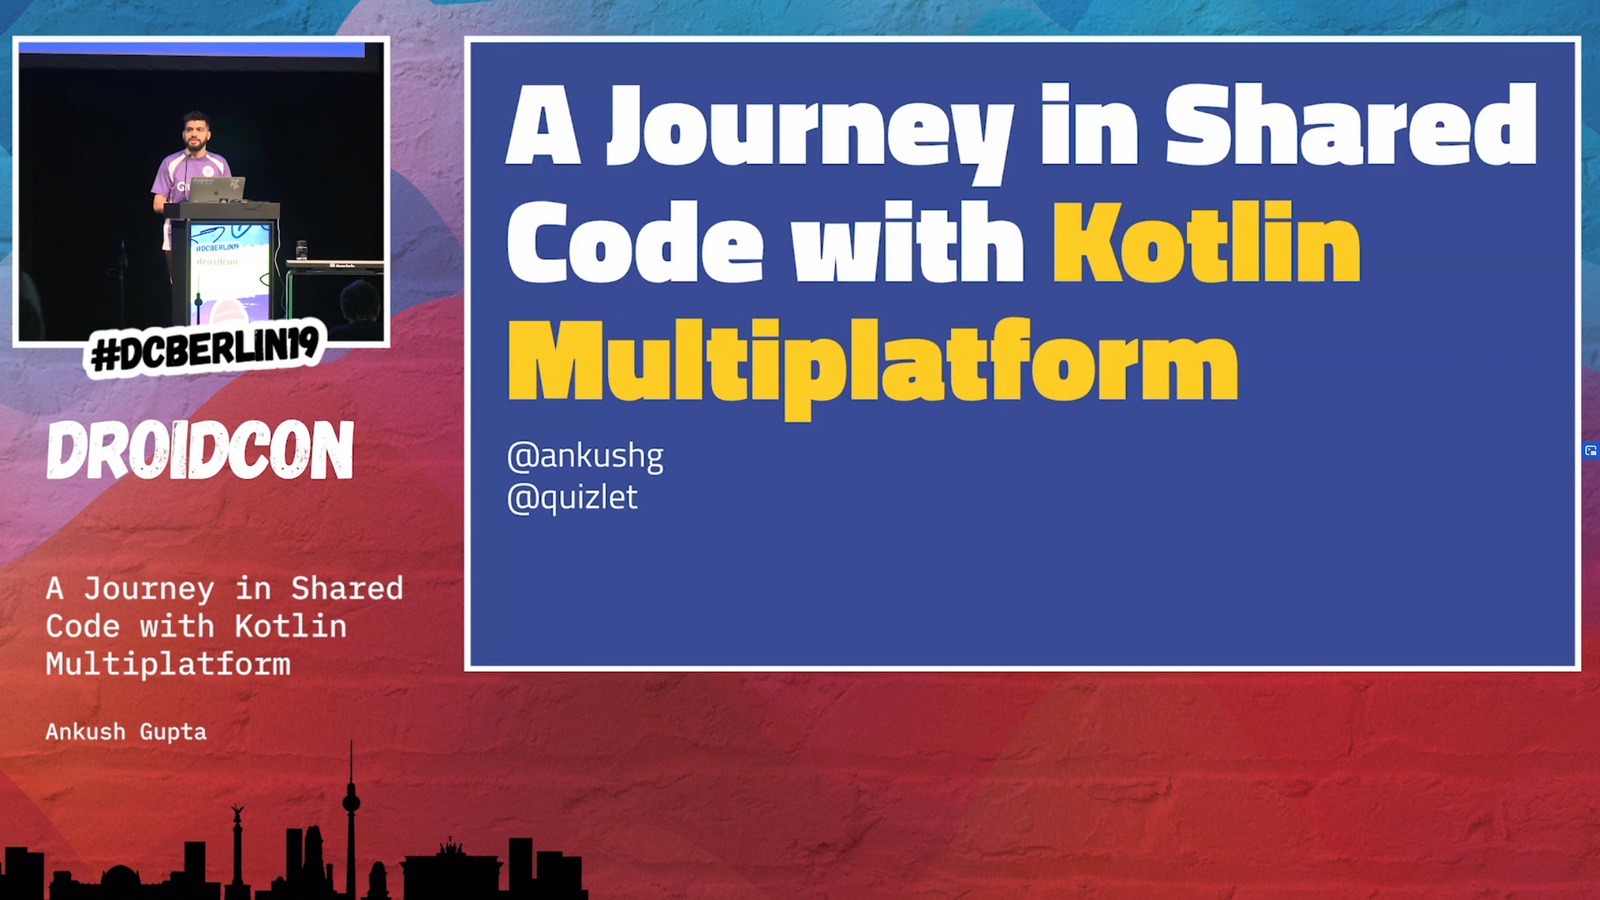 #DCBERLIN19
droidcon
#DCBERLIN19
DROIDCON
A Journey in Shared
Code with Kotlin
Multiplatform
Ankush Gupta
A Journey in Shared
Code with Kotlin
Multiplatform
@ankushg
@quizlet